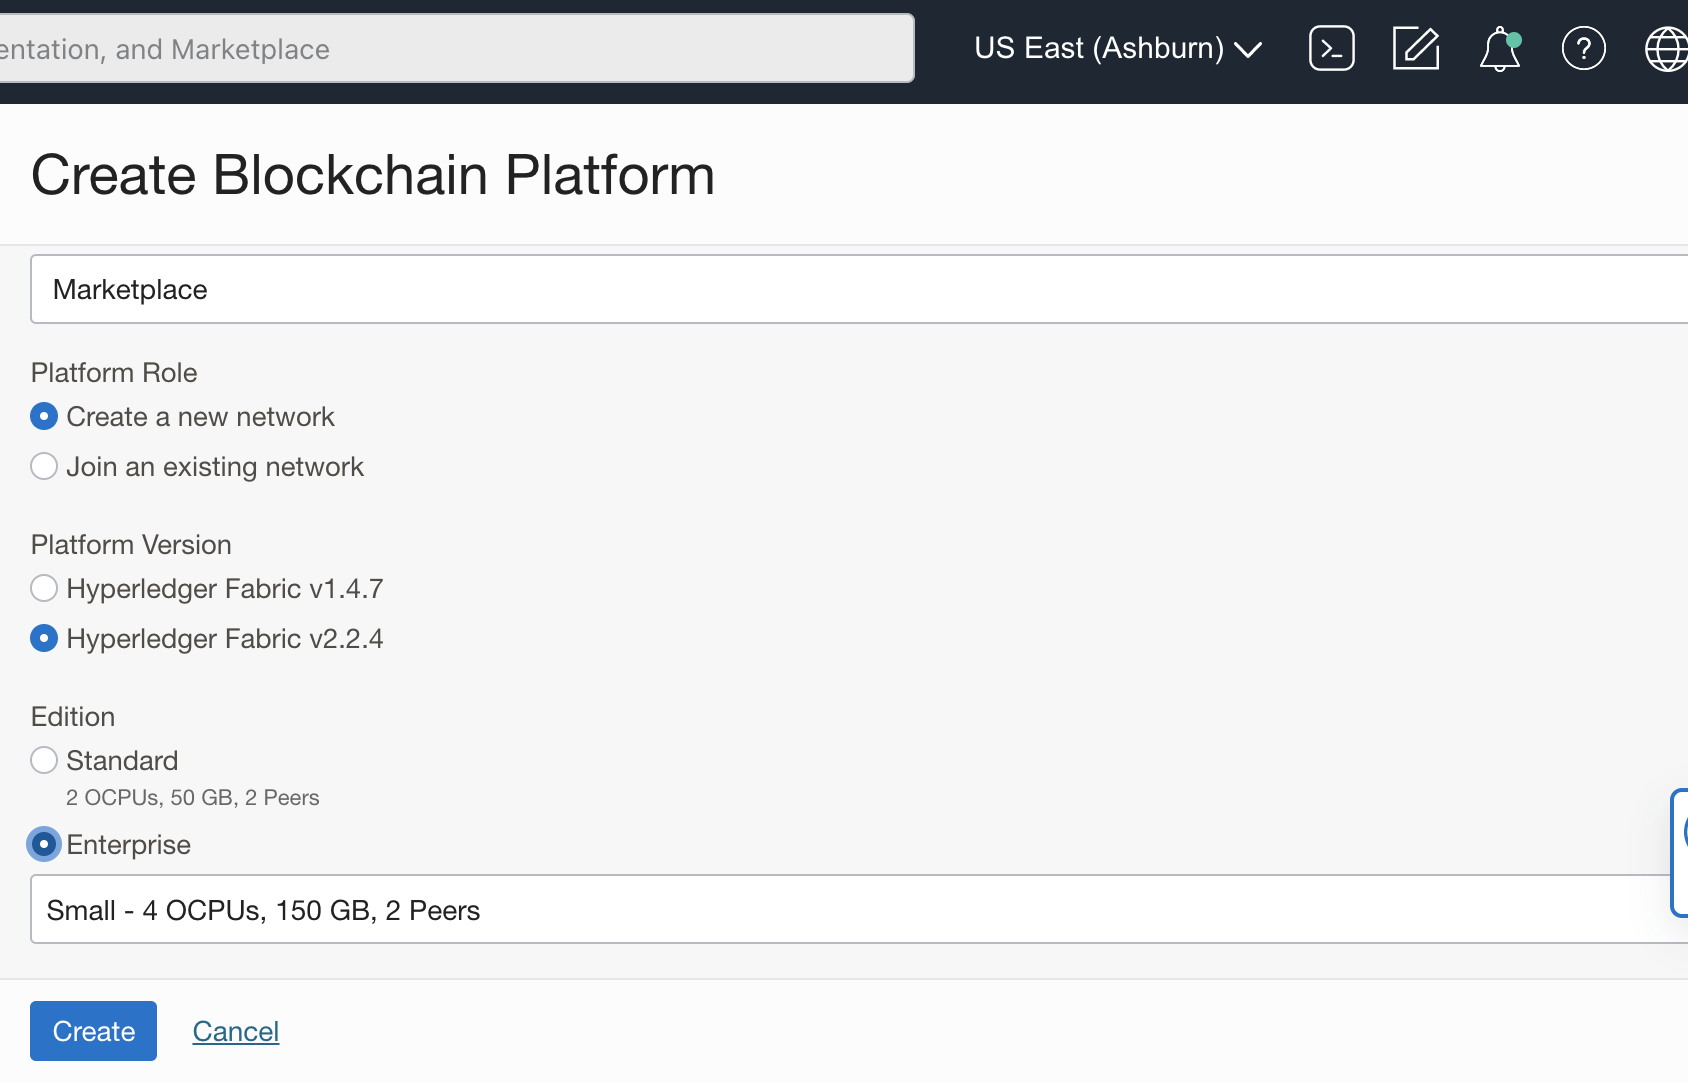 and Marketplace
US East (Ashburn)
?
Create Blockchain Platform
Marketplace
Platform Role
Create a new network
Join an existing network
Platform Version
Hyperledger Fabric v1.4.7
Hyperledger Fabric v2.2.4
Edition
Standard
2 OCPUs, 50 GB, 2 Peers
Enterprise
Small - 4 OCPUs, 150 GB, 2 Peers
Create Cancel